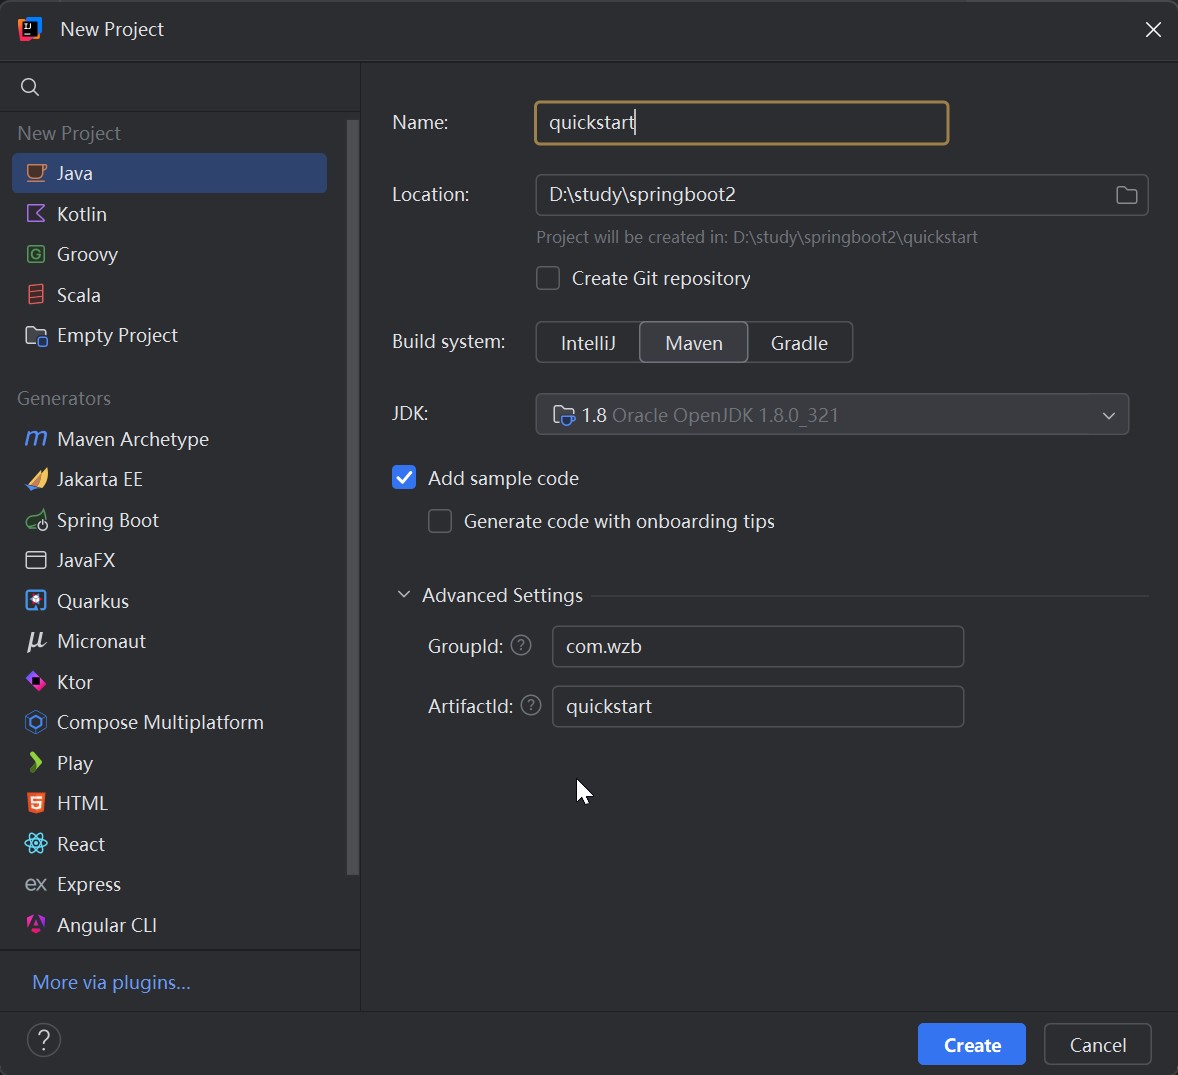 New Project
New Project
Java
Kotlin
Groovy
Scala
Empty Project
Generators
Maven Archetype
Jakarta EE
Spring Boot
JavaFX
Quarkus
Micronaut
Ktor
Compose Multiplatform
Play
HTML
React
ex Express
Angular CLI
More via plugins...
Name: quickstart
Location: D:\study\springboot2
Project will be created in: D:\study\springboot2\quickstart
Create Git repository
Build system: IntelliJ Maven Gradle
JDK: 1.8 Oracle OpenJDK 1.8.0_321
Add sample code
Generate code with onboarding tips
Advanced Settings
GroupId: ? com.wzb
ArtifactId: ? quickstart
? Create Cancel